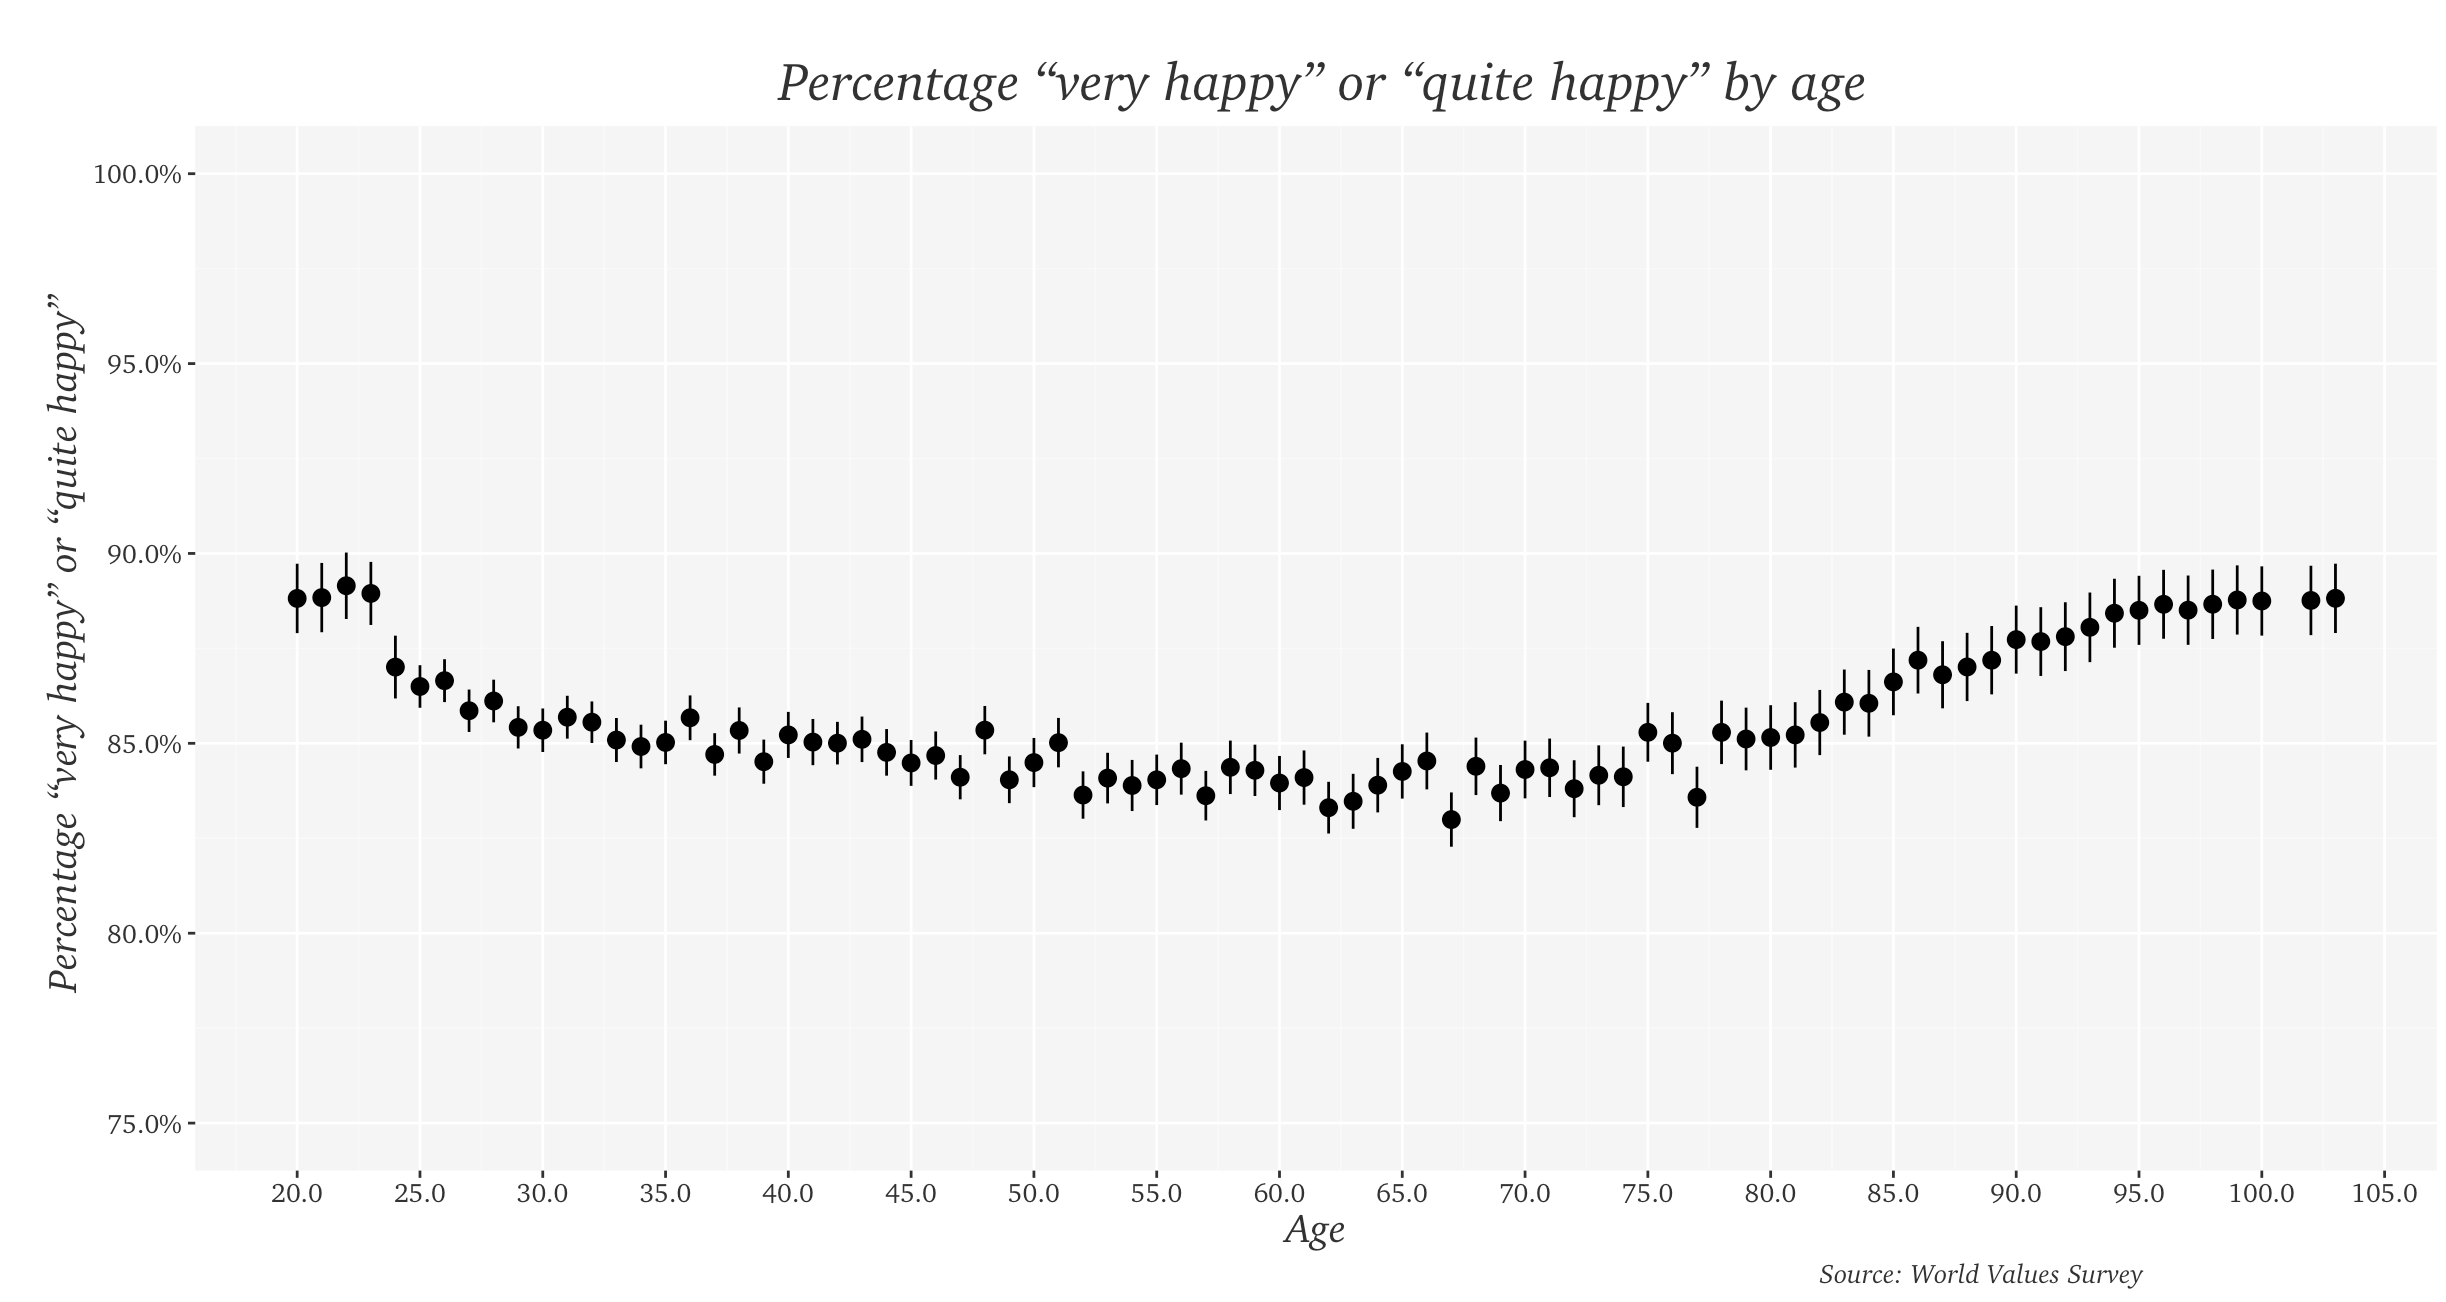 Percentage “very happy” or “quite happy” by age
Percentage “very happy” or “quite happy”
100.0%
95.0%
90.0%
85.0%
80.0%
75.0%
20.0 25.0 30.0 35.0 40.0 45.0 50.0 55.0 60.0 65.0 70.0 75.0 80.0 85.0 90.0 95.0 100.0 105.0
Age
Source: World Values Survey